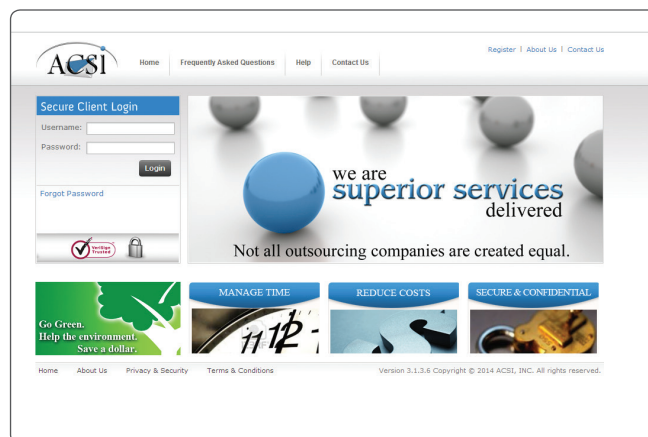 Register | About Us | Contact Us
ACSI
Home
Frequently Asked Questions
Help
Contact Us
Secure Client Login
Username:
Password:
Login
Forgot Password
VeriSign
Trusted
we are
superior services
delivered
Not all outsourcing companies are created equal.
Go Green.
Help the environment.
Save a dollar.
MANAGE TIME
11 12
REDUCE COSTS
SECURE & CONFIDENTIAL
Home About Us Privacy & Security Terms & Conditions
Version 3.1.3.6 Copyright © 2014 ACSI, INC. All rights reserved.